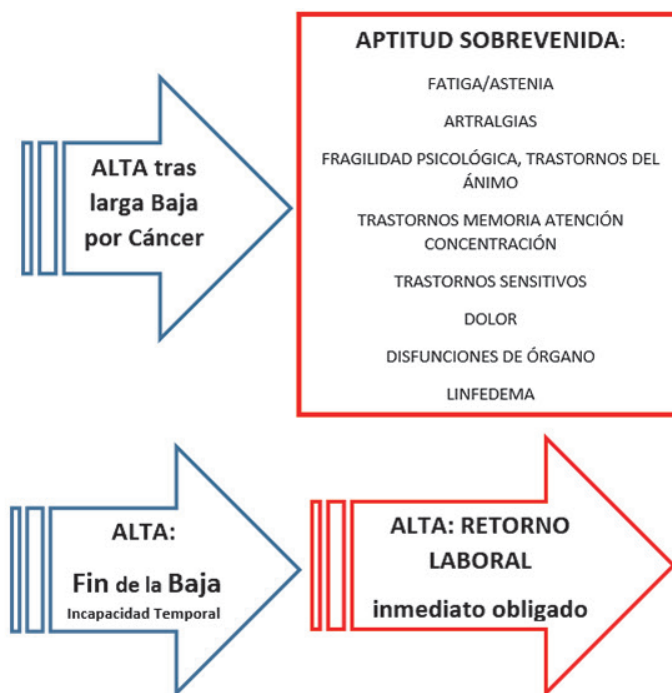 ALTA tras
larga Baja
por Cáncer
APTITUD SOBREVENIDA:
FATIGA/ASTENIA
ARTRALGIAS
FRAGILIDAD PSICOLÓGICA, TRASTORNOS DEL
ÁNIMO
TRASTORNOS MEMORIA ATENCIÓN
CONCENTRACIÓN
TRASTORNOS SENSITIVOS
DOLOR
DISFUNCIONES DE ÓRGANO
LINFEDEMA
ALTA:
Fin de la Baja
Incapacidad Temporal
ALTA: RETORNO
LABORAL
inmediato obligado